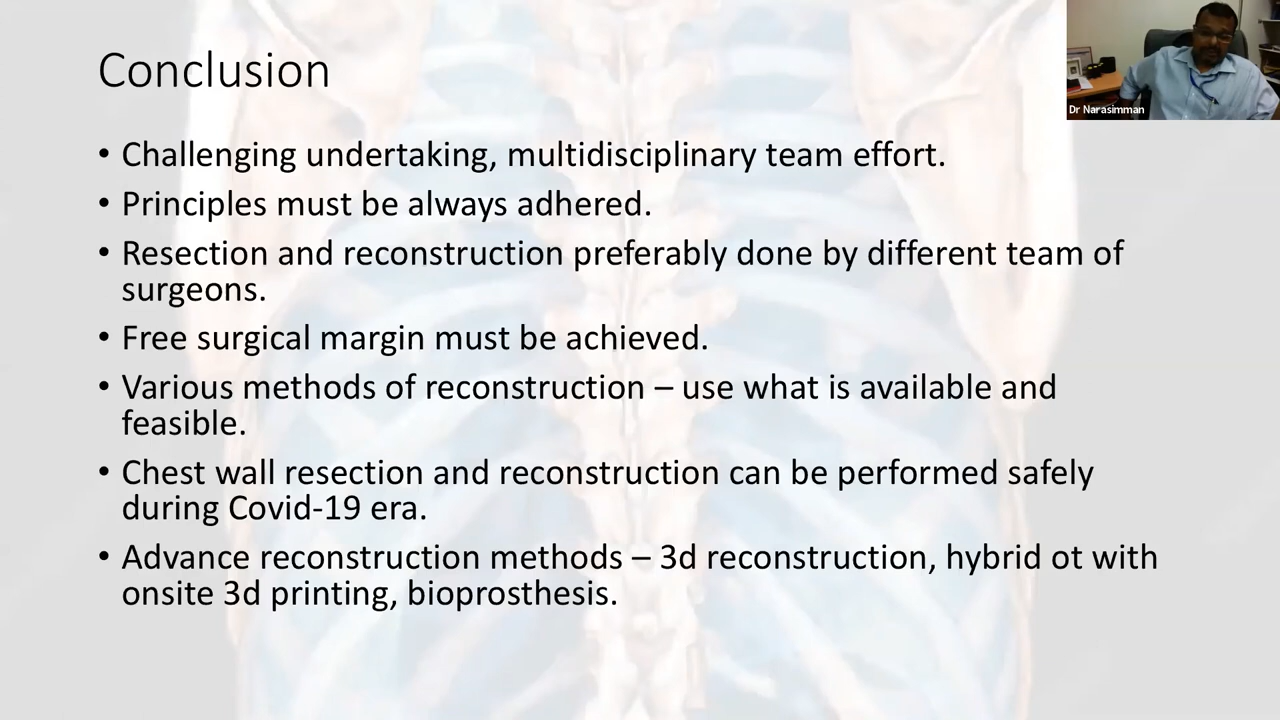 Conclusion
Dr Narasimman
• Challenging undertaking, multidisciplinary team effort.
• Principles must be always adhered.
• Resection and reconstruction preferably done by different team of
surgeons.
• Free surgical margin must be achieved.
• Various methods of reconstruction – use what is available and
feasible.
• Chest wall resection and reconstruction can be performed safely
during Covid-19 era.
• Advance reconstruction methods – 3d reconstruction, hybrid ot with
onsite 3d printing, bioprosthesis.